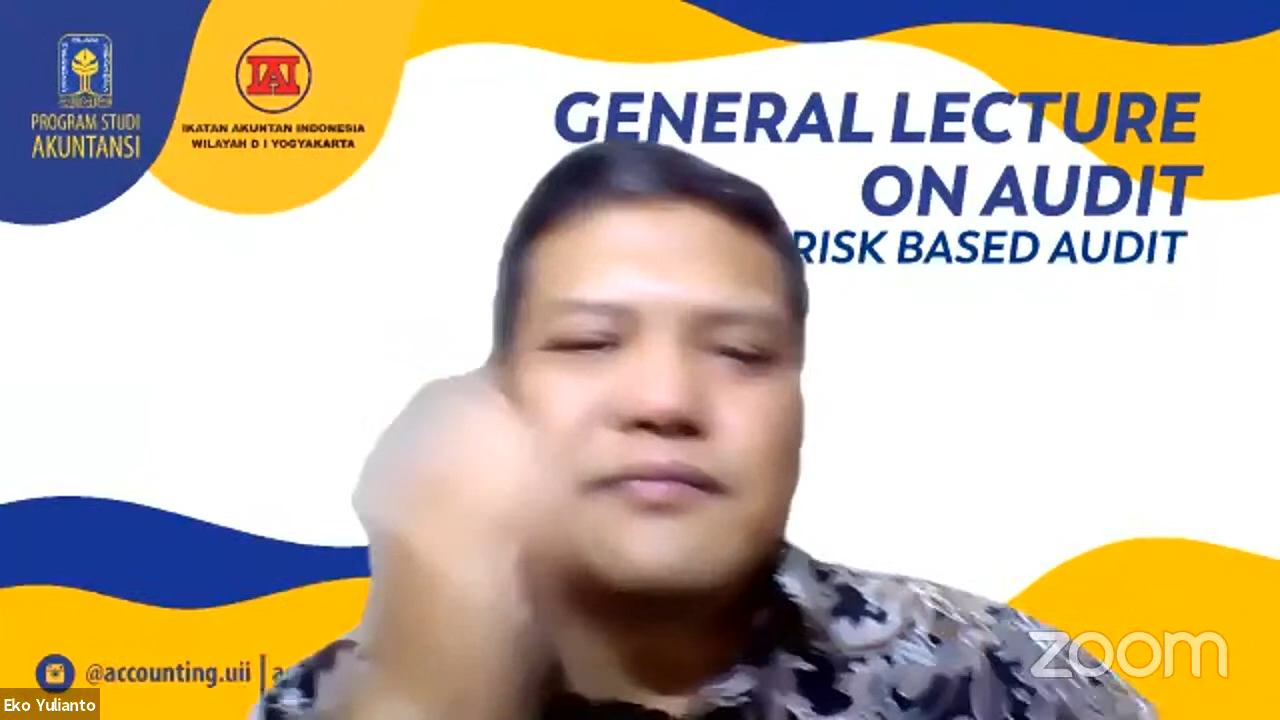 PROGRAM STUDI
AKUNTANSI
IAI
IKATAN AKUNTAN INDONESIA
WILAYAH D I YOGYAKARTA
GENERAL LECTURE
ON AUDIT
RISK BASED AUDIT
@accounting.uii
Eko Yulianto
zoom